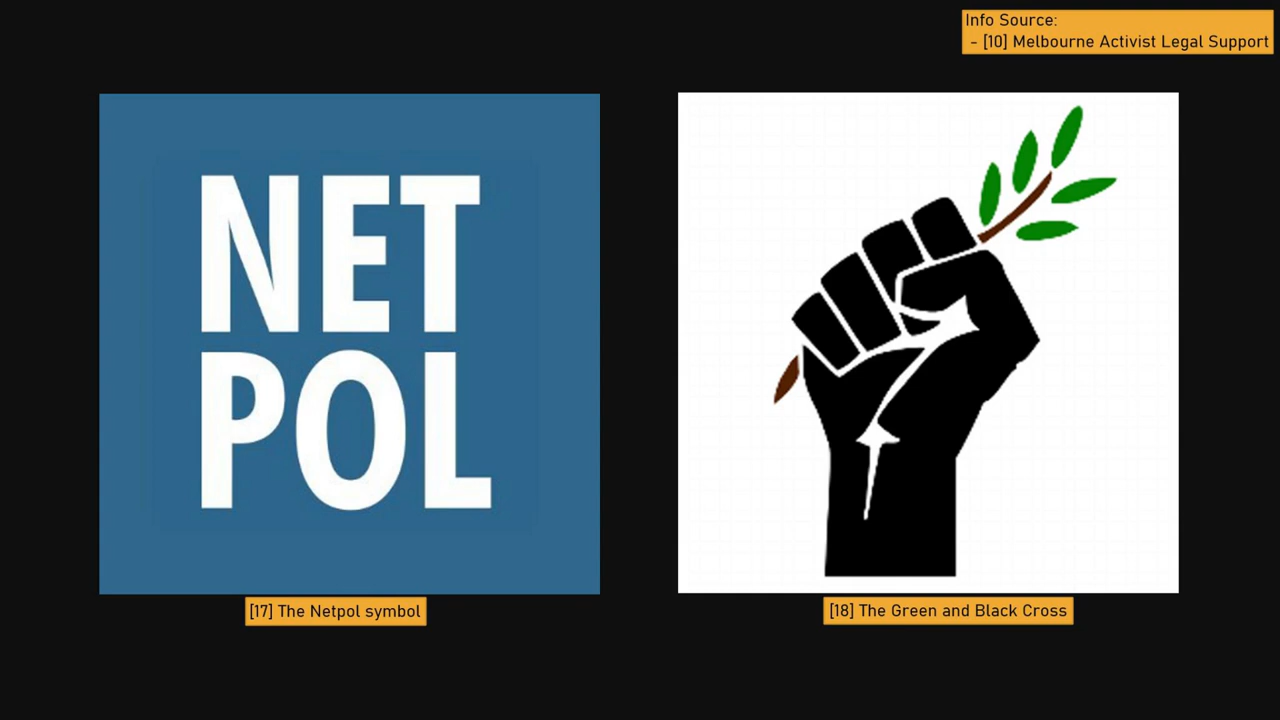 Info Source:
- [10] Melbourne Activist Legal Support
NET
POL
[17] The Netpol symbol
[18] The Green and Black Cross